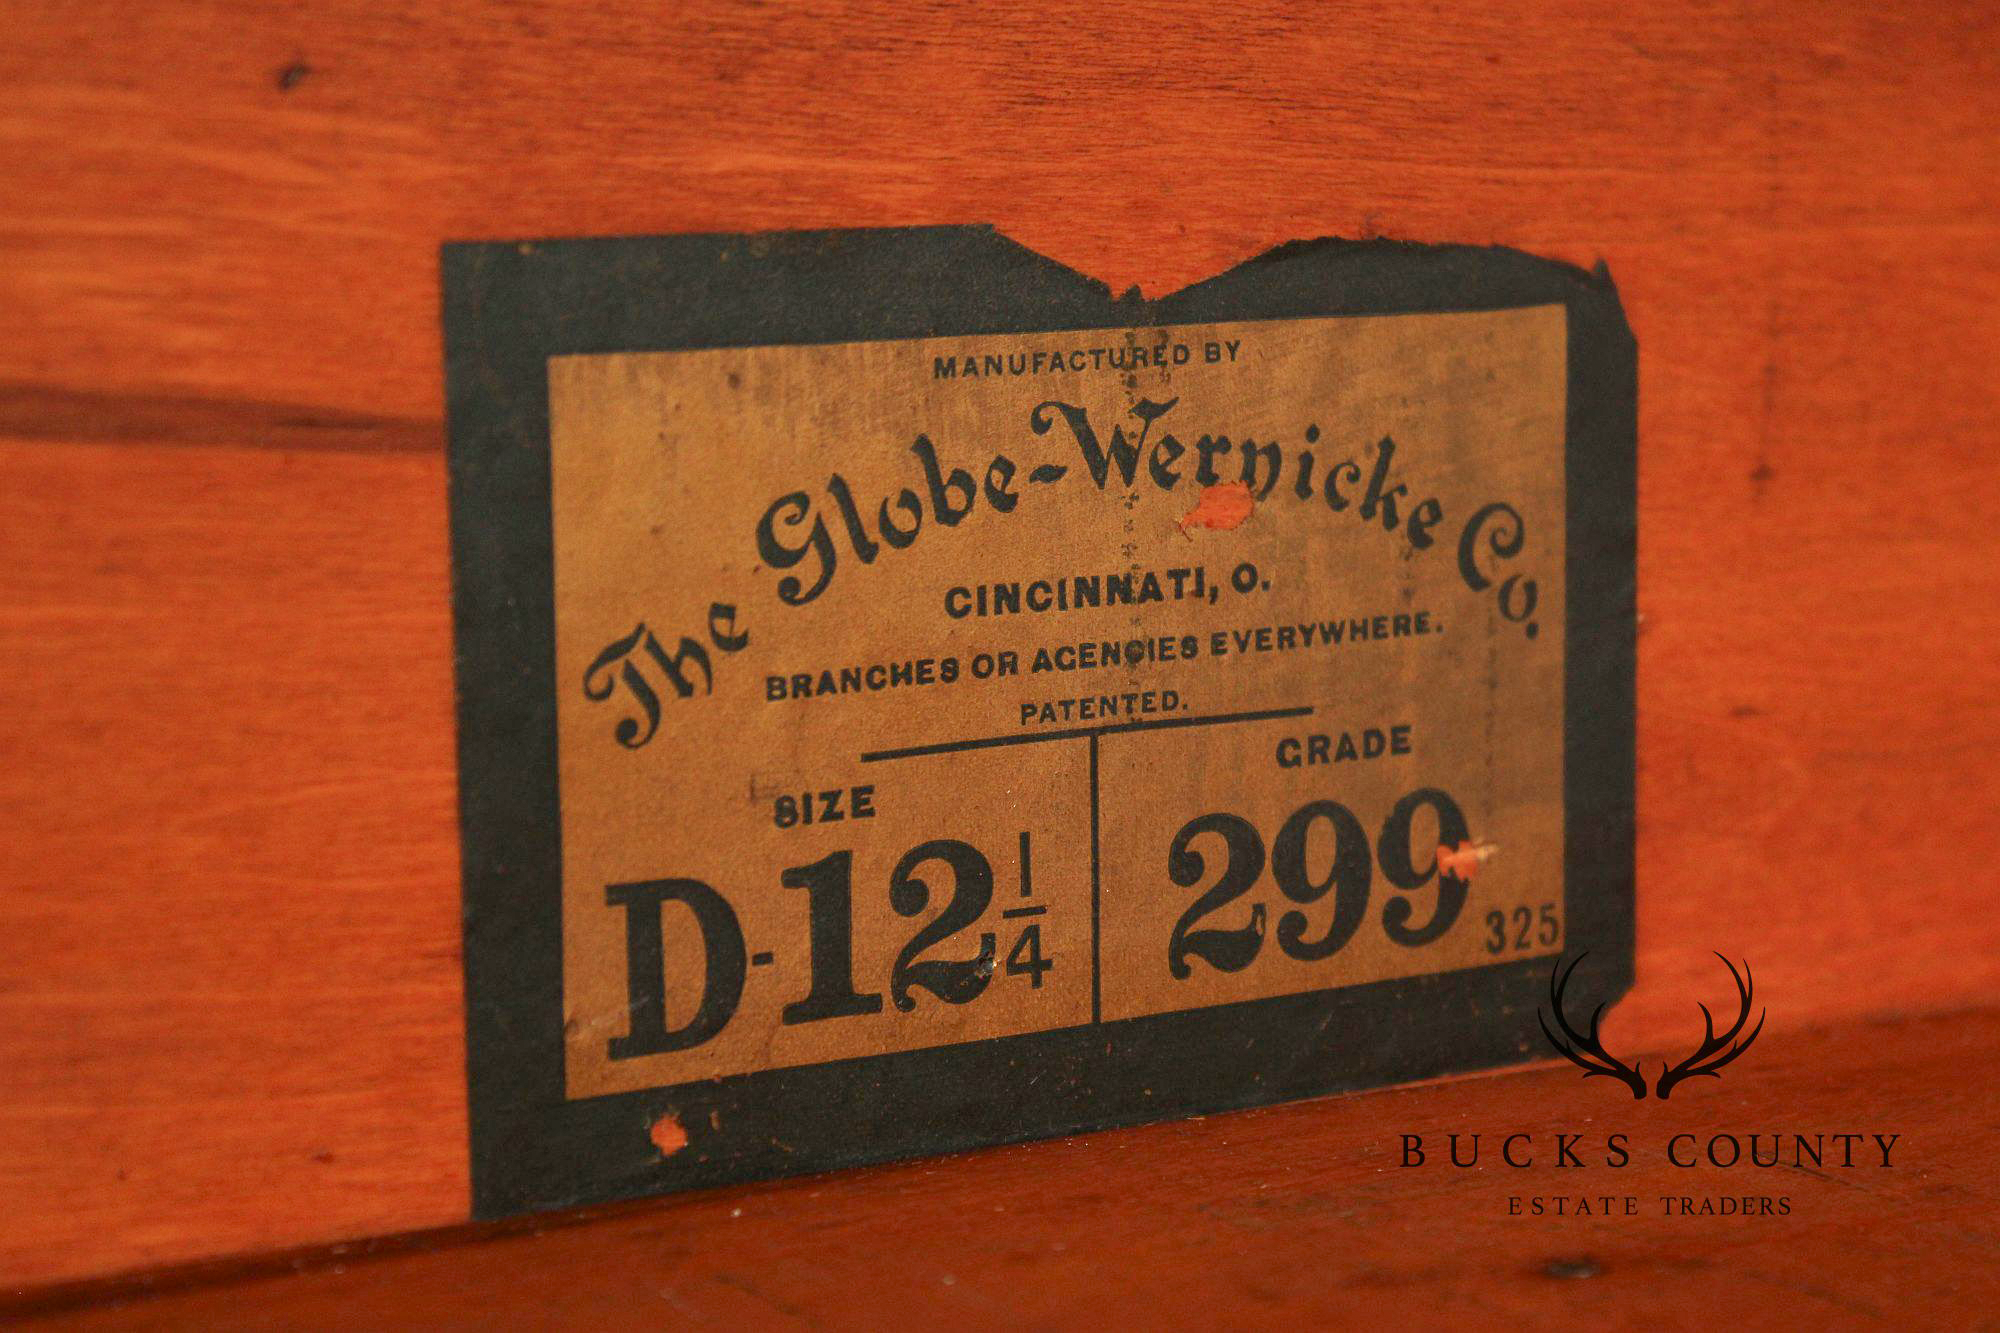 MANUFACTURED BY
The Globe-Wernicke Co.
CINCINNATI, O.
BRANCHES OR AGENCIES EVERYWHERE.
PATENTED.
SIZE
D-12 1/4
GRADE
299
325
BUCKS COUNTY
ESTATE TRADERS